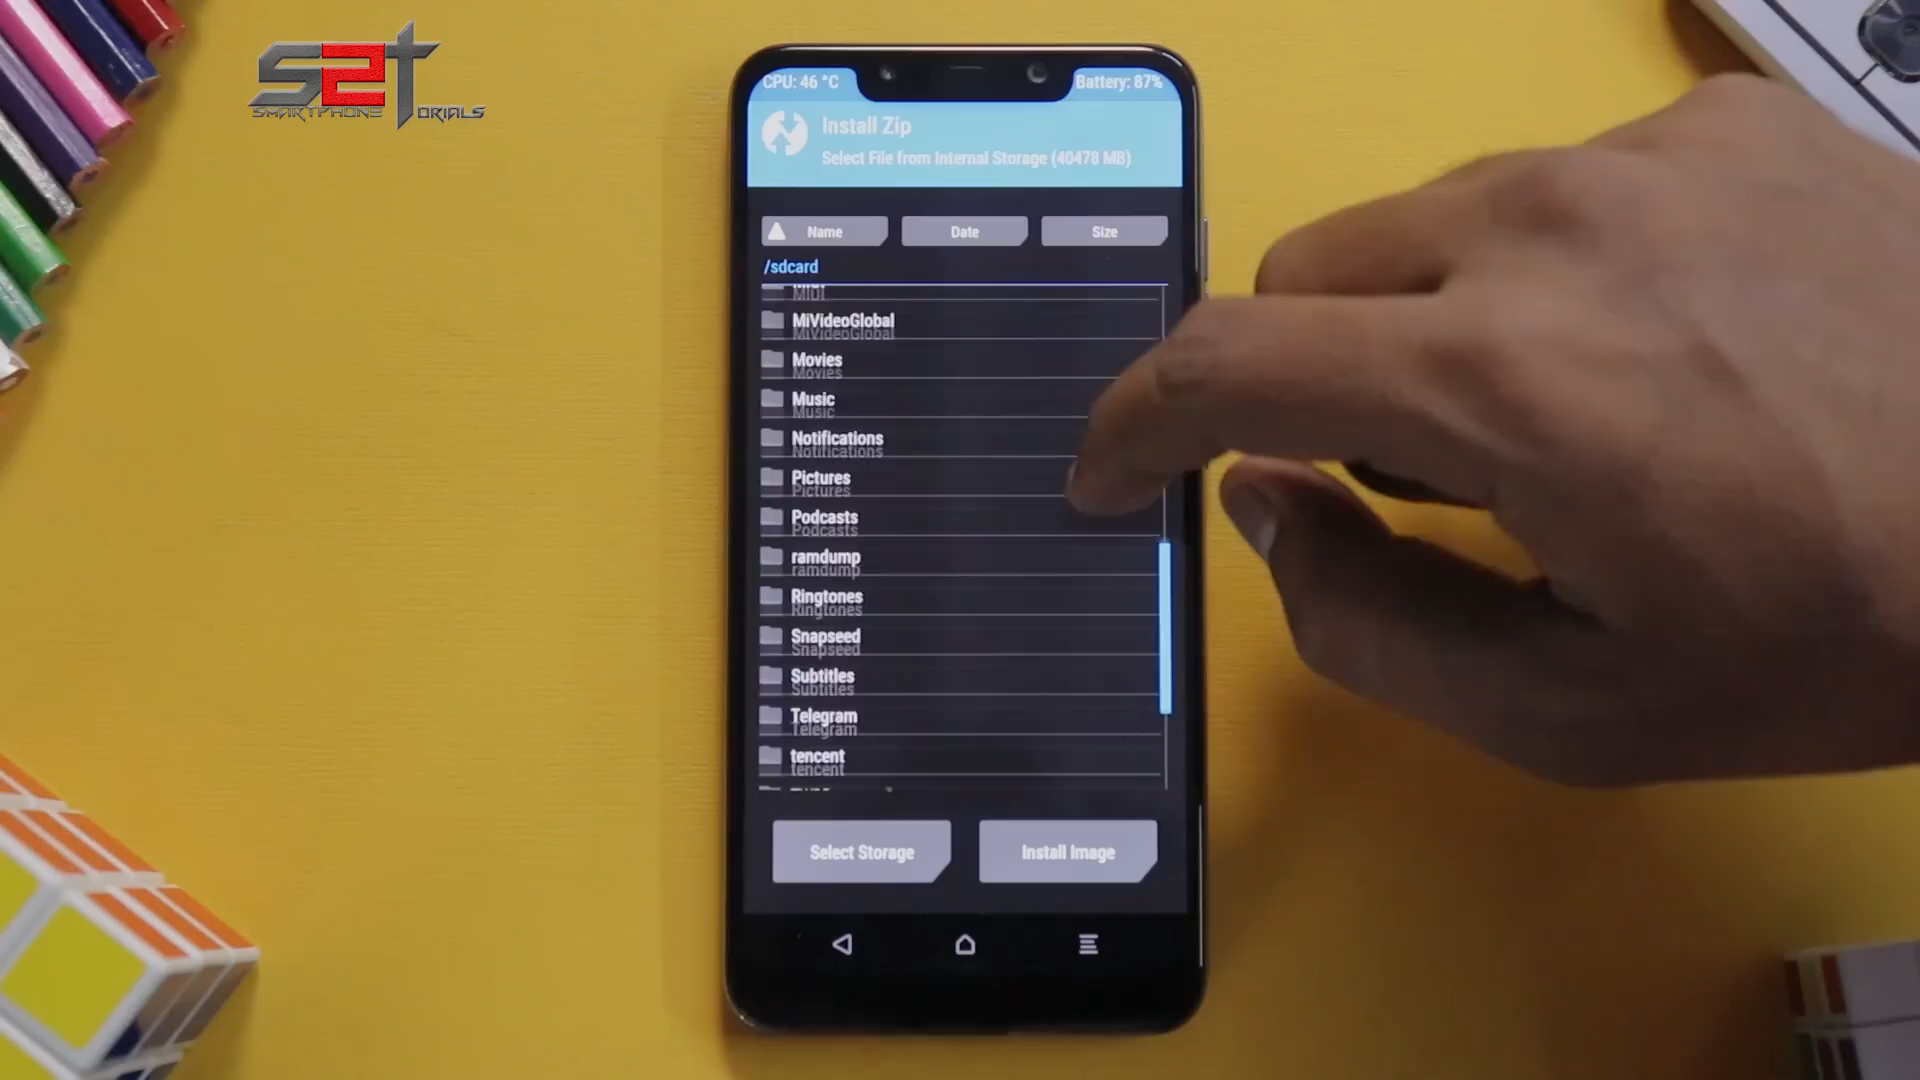 S2T
SMARTPHONE TORIALS
CPU: 46 °C
Battery: 87%
Install Zip
Select File from Internal Storage (40478 MB)
Name
Date
Size
/sdcard
MIDI
MiVideoGlobal
Movies
Music
Notifications
Pictures
Podcasts
ramdump
Ringtones
Snapseed
Subtitles
Telegram
tencent
Select Storage
Install Image